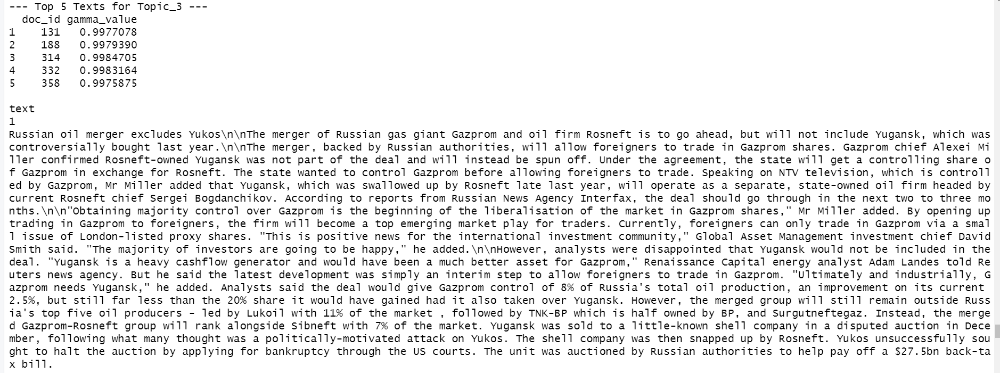 --- Top 5 Texts for Topic_3 ---
  doc_id gamma_value
1    131   0.9977078
2    188   0.9979390
3    314   0.9984705
4    332   0.9983164
5    358   0.9975875

text
1
Russian oil merger excludes Yukos\n\nThe merger of Russian gas giant Gazprom and oil firm Rosneft is to go ahead, but will not include Yugansk, which was
controversially bought last year.\n\nThe merger, backed by Russian authorities, will allow foreigners to trade in Gazprom shares. Gazprom chief Alexei Mi
ller confirmed Rosneft-owned Yugansk was not part of the deal and will instead be spun off. Under the agreement, the state will get a controlling share o
f Gazprom in exchange for Rosneft. The state wanted to control Gazprom before allowing foreigners to trade. Speaking on NTV television, which is controll
ed by Gazprom, Mr Miller added that Yugansk, which was swallowed up by Rosneft late last year, will operate as a separate, state-owned oil firm headed by
current Rosneft chief Sergei Bogdanchikov. According to reports from Russian News Agency Interfax, the deal should go through in the next two to three mo
nths.\n\n"Obtaining majority control over Gazprom is the beginning of the liberalisation of the market in Gazprom shares," Mr Miller added. By opening up
trading in Gazprom to foreigners, the firm will become a top emerging market play for traders. Currently, foreigners can only trade in Gazprom via a smal
l issue of London-listed proxy shares. "This is positive news for the international investment community," Global Asset Management investment chief David
Smith said. "The majority of investors are going to be happy," he added.\n\nHowever, analysts were disappointed that Yugansk would not be included in the
deal. "Yugansk is a heavy cashflow generator and would have been a much better asset for Gazprom," Renaissance Capital energy analyst Adam Landes told Re
uters news agency. But he said the latest development was simply an interim step to allow foreigners to trade in Gazprom. "Ultimately and industrially, G
azprom needs Yugansk," he added. Analysts said the deal would give Gazprom control of 8% of Russia's total oil production, an improvement on its current
2.5%, but still far less than the 20% share it would have gained had it also taken over Yugansk. However, the merged group will still remain outside Russ
ia's top five oil producers - led by Lukoil with 11% of the market , followed by TNK-BP which is half owned by BP, and Surgutneftegaz. Instead, the merge
d Gazprom-Rosneft group will rank alongside Sibneft with 7% of the market. Yugansk was sold to a little-known shell company in a disputed auction in Dece
mber, following what many thought was a politically-motivated attack on Yukos. The shell company was then snapped up by Rosneft. Yukos unsuccessfully sou
ght to halt the auction by applying for bankruptcy through the US courts. The unit was auctioned by Russian authorities to help pay off a $27.5bn back-ta
x bill.